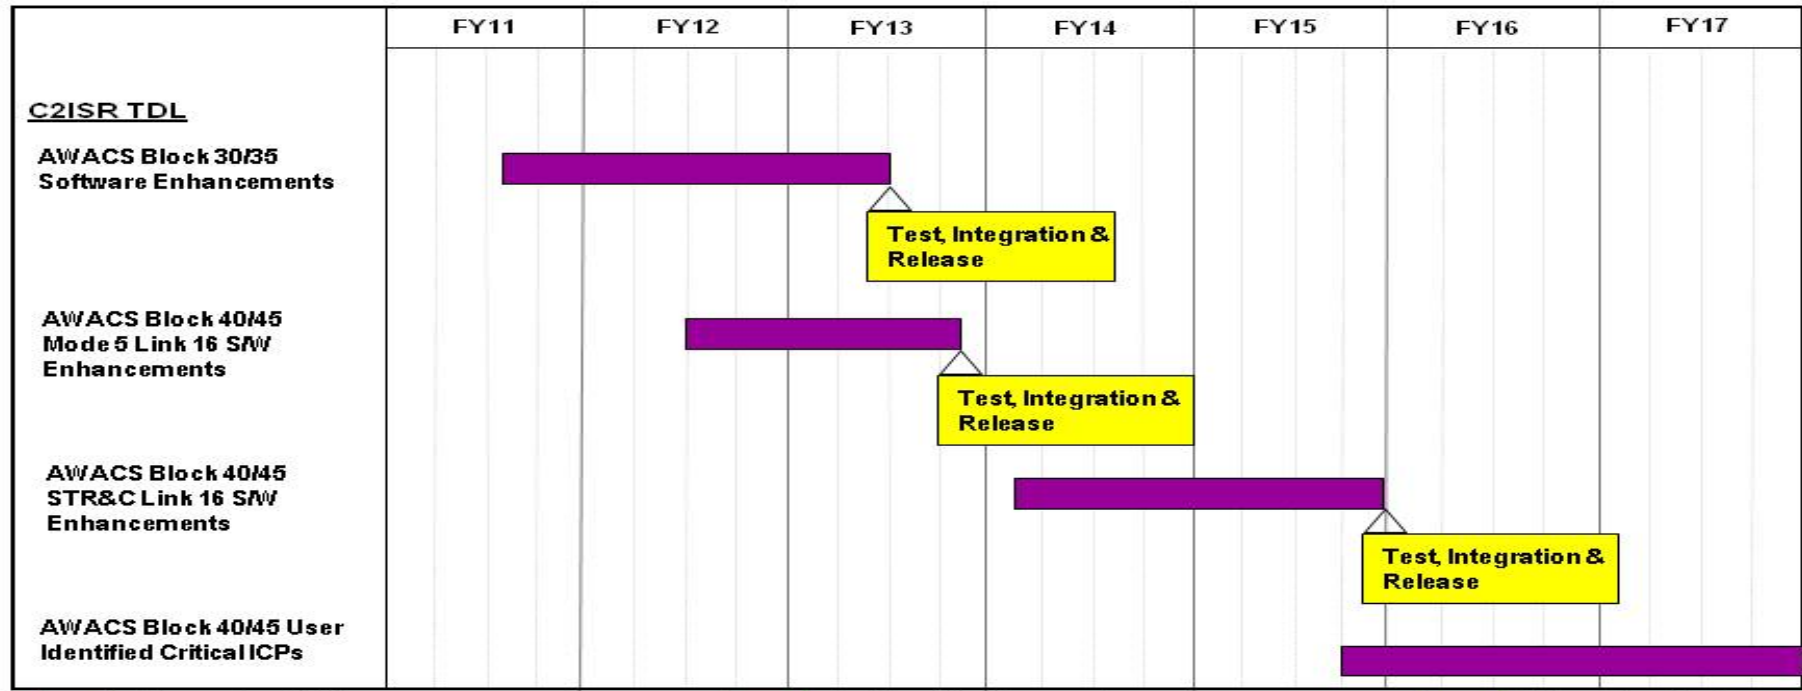 FY11 FY12 FY13 FY14 FY15 FY16 FY17
C2ISR TDL
AWACS Block 30/35
Software Enhancements
Test, Integration &
Release
AWACS Block 40/45
Mode 5 Link 16 S/W
Enhancements
Test, Integration &
Release
AWACS Block 40/45
STR&C Link 16 S/W
Enhancements
Test, Integration &
Release
AWACS Block 40/45 User
Identified Critical ICPs